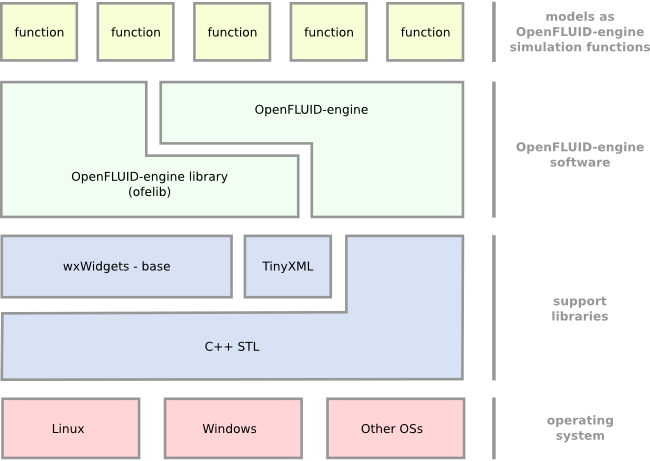 function
function
function
function
function
models as
OpenFLUID-engine
simulation functions
OpenFLUID-engine
OpenFLUID-engine library
(ofelib)
OpenFLUID-engine
software
wxWidgets - base
TinyXML
C++ STL
support
libraries
Linux
Windows
Other OSs
operating
system